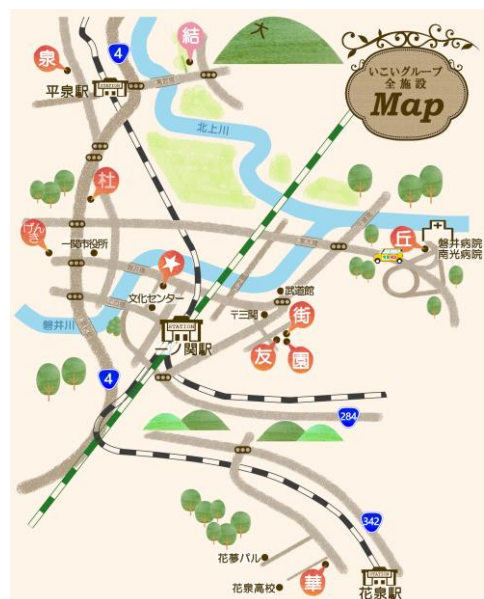 いこいグループ
全施設
Map
結
4
泉
平泉駅
STATION
北上川
杜
げん
き
一関市役所
丘
磐井病院
南光病院
文化センター
武道館
〒三関
街
友
園
磐井川
STATION
一ノ関駅
4
284
342
花夢パル
花泉高校
華
STATION
花泉駅